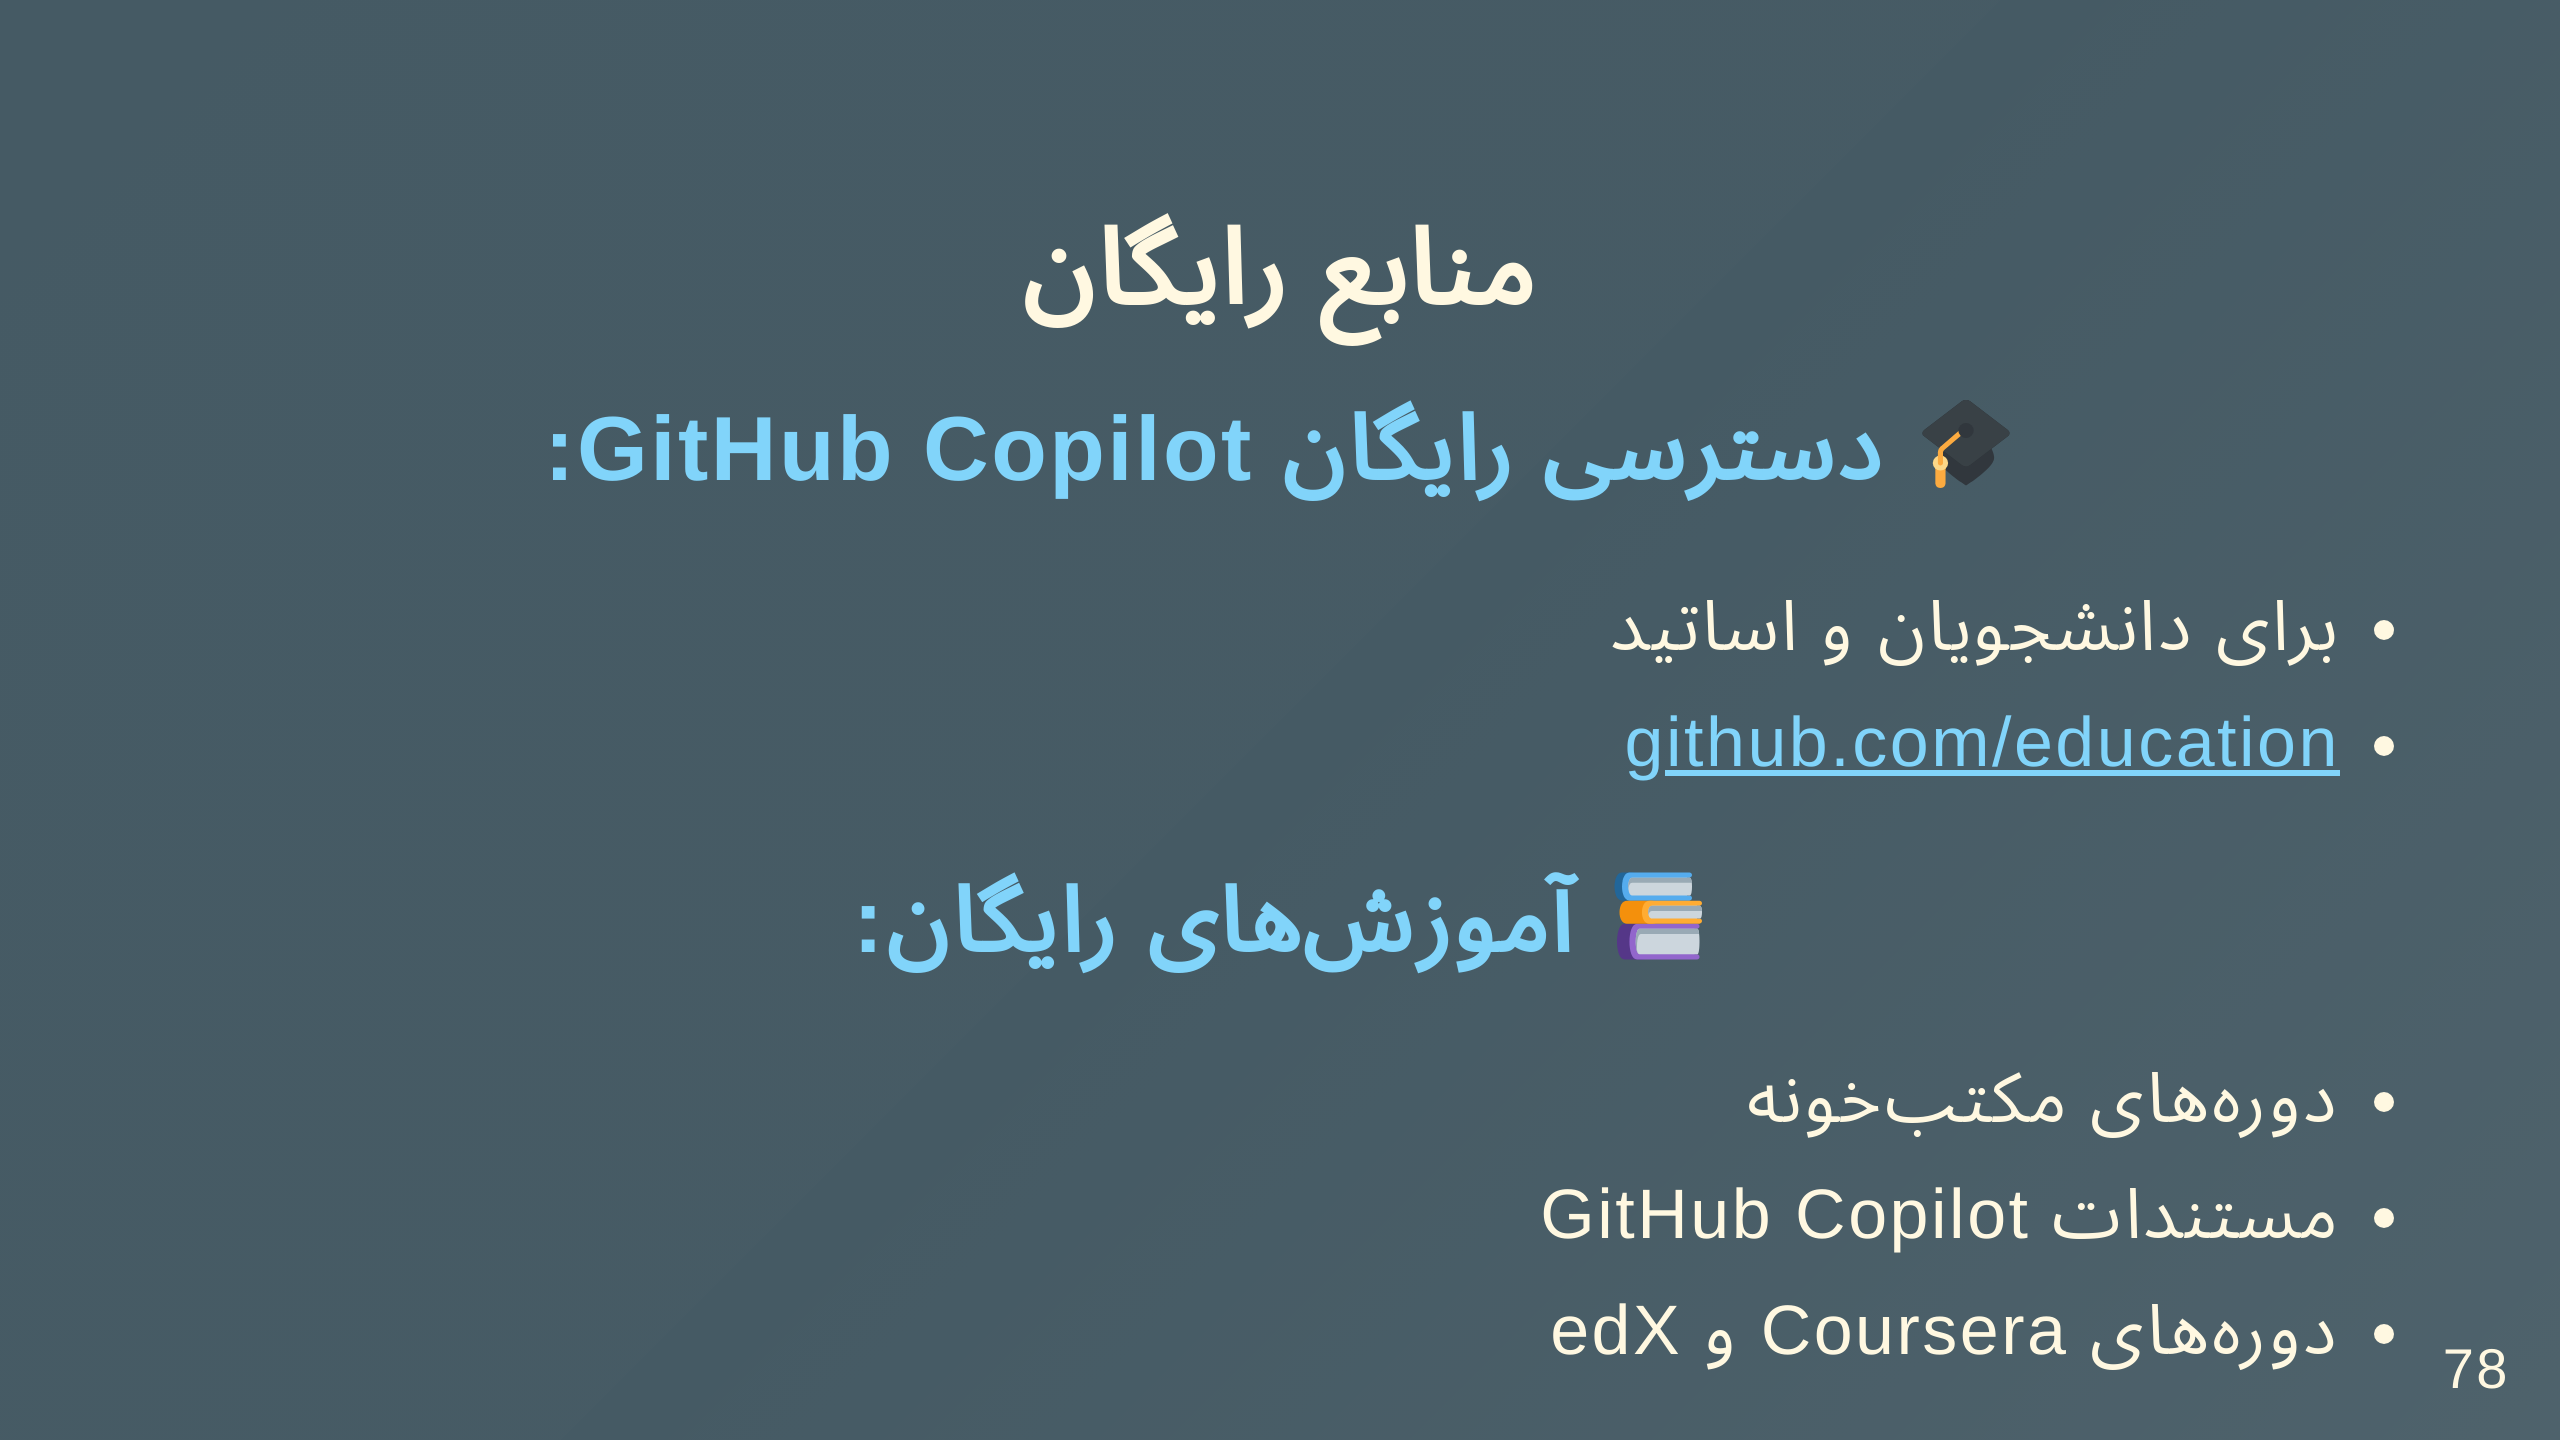 منابع رایگان
🎓 دسترسی رایگان GitHub Copilot:
• برای دانشجویان و اساتید
• github.com/education
📚 آموزش‌های رایگان:
• دوره‌های مکتب‌خونه
• مستندات GitHub Copilot
• دوره‌های Coursera و edX
78